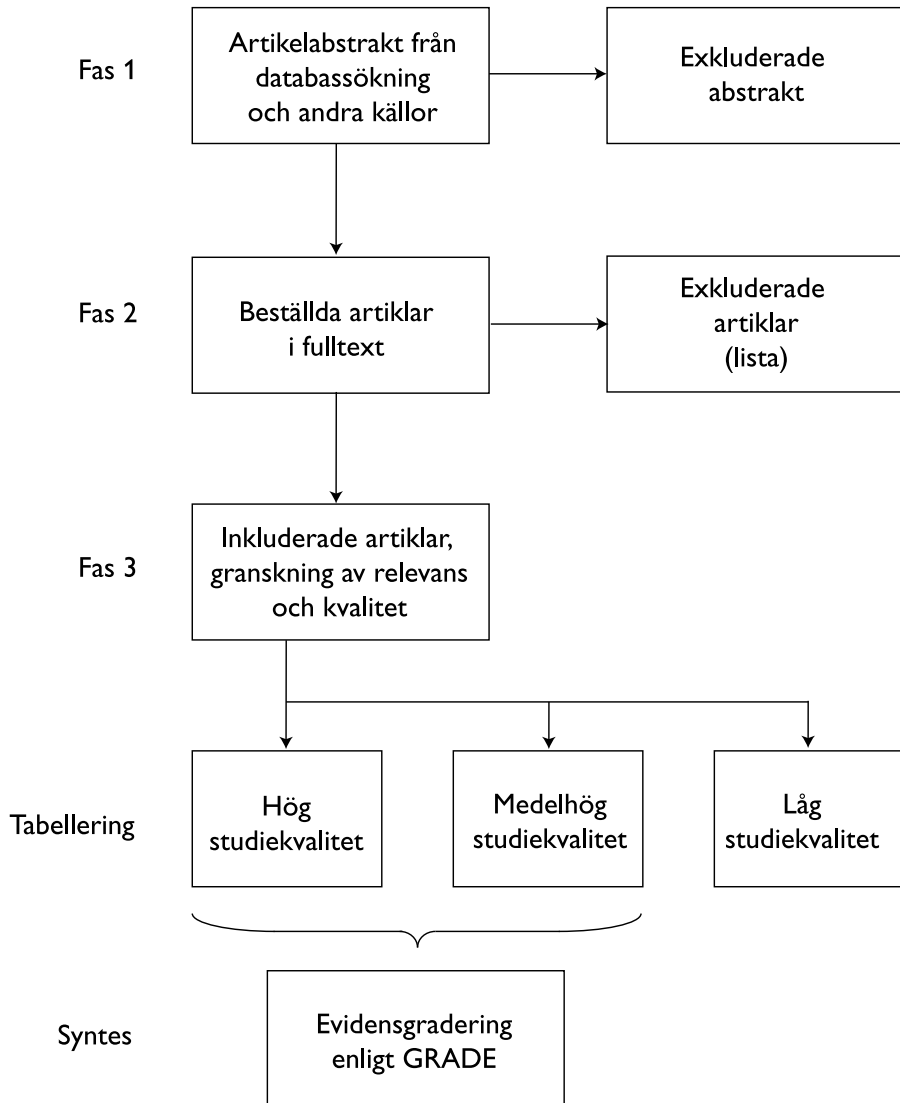 Fas 1
Artikelabstrakt från
databassökning
och andra källor
Exkluderade
abstrakt
Fas 2
Beställda artiklar
i fulltext
Exkluderade
artiklar
(lista)
Fas 3
Inkluderade artiklar,
granskning av relevans
och kvalitet
Tabellering
Hög
studiekvalitet
Medelhög
studiekvalitet
Låg
studiekvalitet
Syntes
Evidensgradering
enligt GRADE